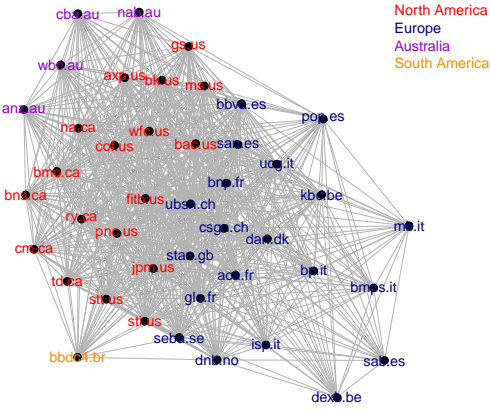 North America
Europe
Australia
South America
cba.au
nab.au
gs.us
wbc.au
axp.us
bk.us
ms.us
anz.au
bbva.es
pop.es
na.ca
wfc.us
cof.us
bac.us
san.es
ucg.it
bmo.ca
bnp.fr
bns.ca
fitb.us
ubsn.ch
kbc.be
ry.ca
pnc.us
csgn.ch
mb.it
dan.dk
cm.ca
stan.gb
jpm.us
aca.fr
bp.it
td.ca
bmps.it
stt.us
gle.fr
sti.us
seba.se
isp.it
bbdc4.br
dnb.no
sab.es
dexb.be